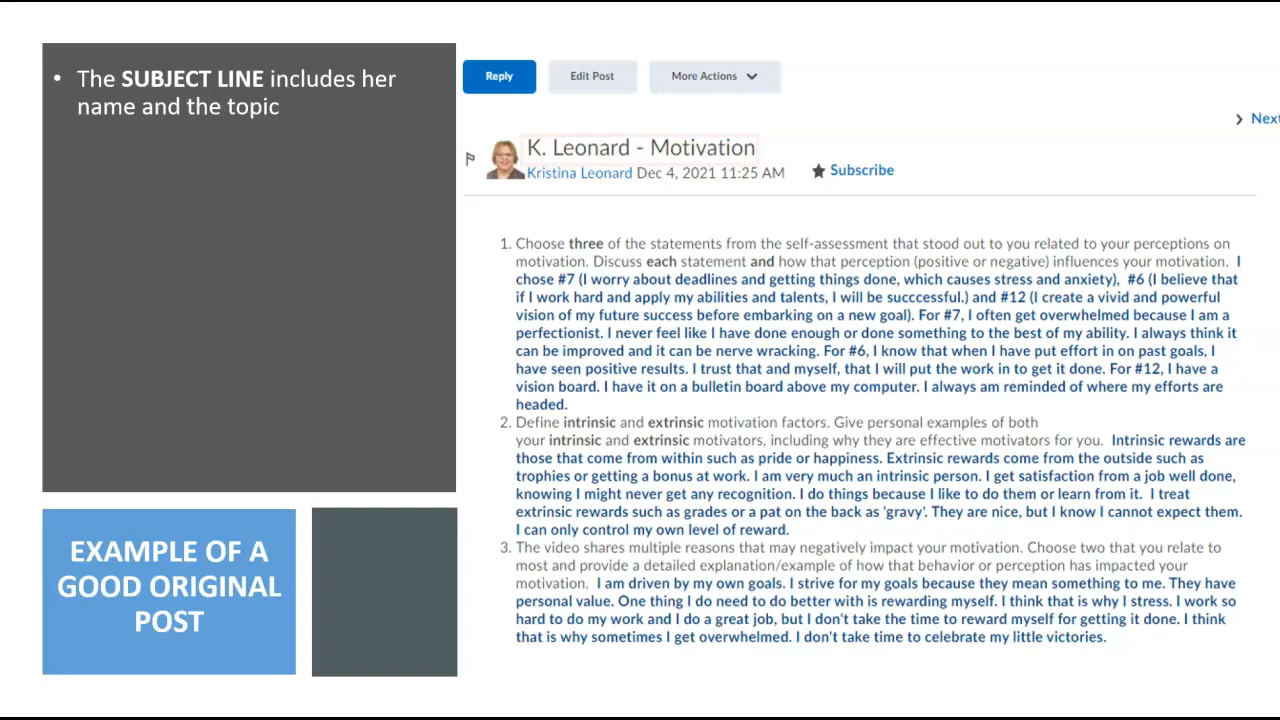 • The SUBJECT LINE includes her
name and the topic
EXAMPLE OF A
GOOD ORIGINAL
POST
Reply
Edit Post
More Actions
Next
K. Leonard - Motivation
Kristina Leonard Dec 4, 2021 11:25 AM
Subscribe
1. Choose three of the statements from the self-assessment that stood out to you related to your perceptions on
motivation. Discuss each statement and how that perception (positive or negative) influences your motivation. I
chose #7 (I worry about deadlines and getting things done, which causes stress and anxiety), #6 (I believe that
if I work hard and apply my abilities and talents, I will be succcessful.) and #12 (I create a vivid and powerful
vision of my future success before embarking on a new goal). For #7, I often get overwhelmed because I am a
perfectionist. I never feel like I have done enough or done something to the best of my ability. I always think it
can be improved and it can be nerve wracking. For #6, I know that when I have put effort in on past goals, I
have seen positive results. I trust that and myself, that I will put the work in to get it done. For #12, I have a
vision board. I have it on a bulletin board above my computer. I always am reminded of where my efforts are
headed.
2. Define intrinsic and extrinsic motivation factors. Give personal examples of both
your intrinsic and extrinsic motivators, including why they are effective motivators for you. Intrinsic rewards are
those that come from within such as pride or happiness. Extrinsic rewards come from the outside such as
trophies or getting a bonus at work. I am very much an intrinsic person. I get satisfaction from a job well done,
knowing I might never get any recognition. I do things because I like to do them or learn from it. I treat
extrinsic rewards such as grades or a pat on the back as 'gravy'. They are nice, but I know I cannot expect them.
I can only control my own level of reward.
3. The video shares multiple reasons that may negatively impact your motivation. Choose two that you relate to
most and provide a detailed explanation/example of how that behavior or perception has impacted your
motivation. I am driven by my own goals. I strive for my goals because they mean something to me. They have
personal value. One thing I do need to do better with is rewarding myself. I think that is why I stress. I work so
hard to do my work and I do a great job, but I don't take the time to reward myself for getting it done. I think
that is why sometimes I get overwhelmed. I don't take time to celebrate my little victories.